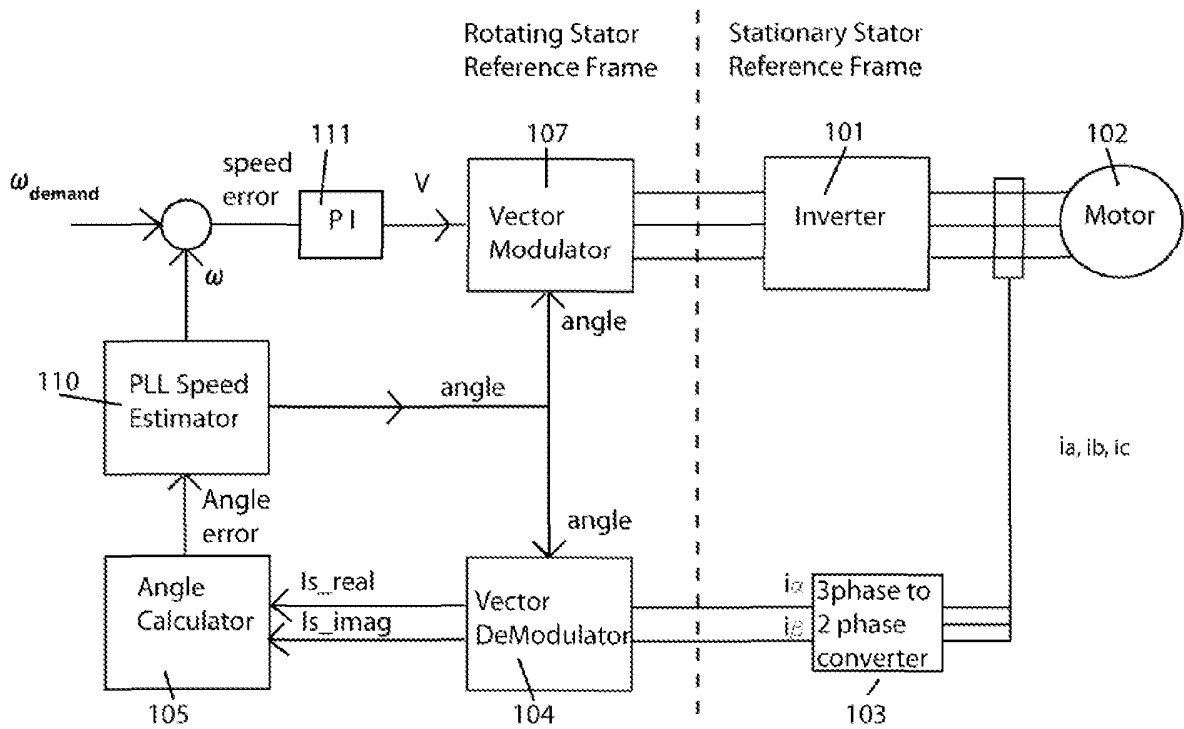 Rotating Stator
Reference Frame
Stationary Stator
Reference Frame
111
107
101
102
ωdemand
speed
error
PI
V
Vector
Modulator
Inverter
Motor
ω
angle
110
PLL Speed
Estimator
angle
ia, ib, ic
Angle
error
angle
Angle
Calculator
Is_real
Is_imag
Vector
DeModulator
iα
iβ
3phase to
2 phase
converter
105
104
103